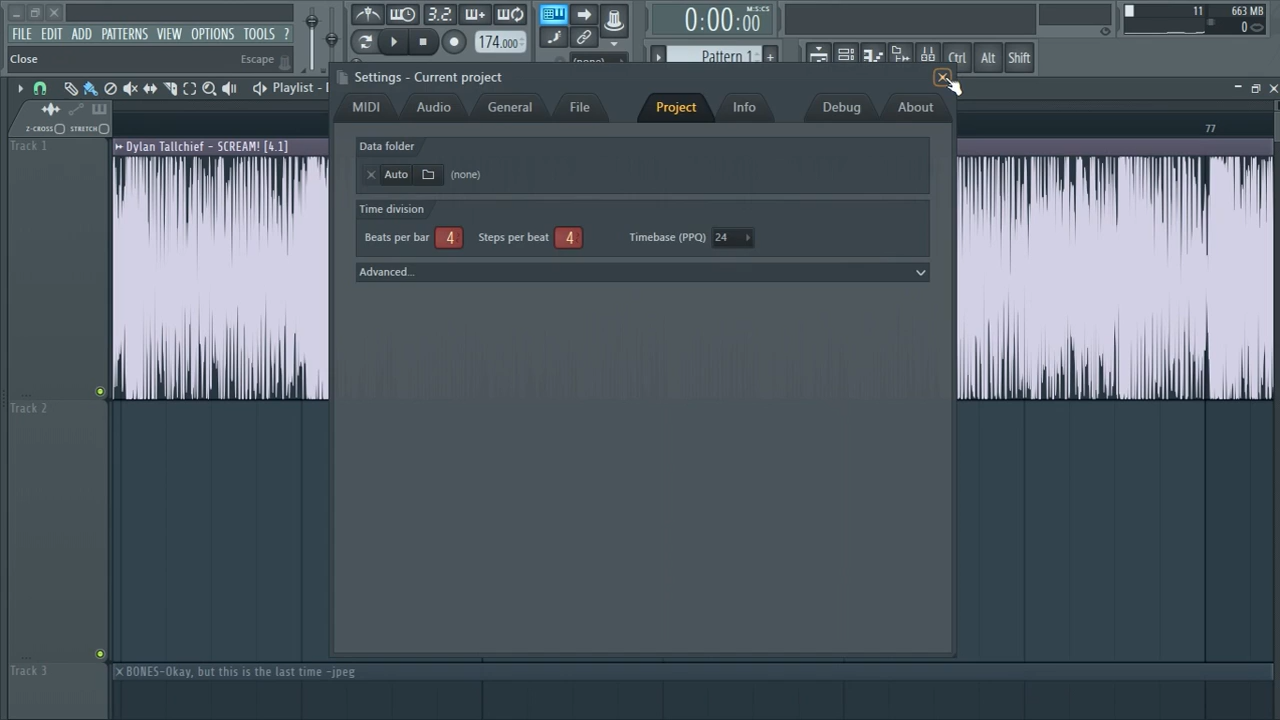 3.2.
0:00:00
M:S:CS
11
663 MB
0
FILE EDIT ADD PATTERNS VIEW OPTIONS TOOLS ?
174.000
Close
Escape
(none)
Pattern 1
Ctrl
Alt
Shift
Settings - Current project
Playlist -
MIDI
Audio
General
File
Project
Info
Debug
About
Z-CROSS
STRETCH
77
Track 1
Dylan Tallchief - SCREAM! [4.1]
Data folder
Auto
(none)
Time division
Beats per bar 4
Steps per beat 4
Timebase (PPQ) 24
Advanced...
Track 2
Track 3
BONES-Okay, but this is the last time -jpeg